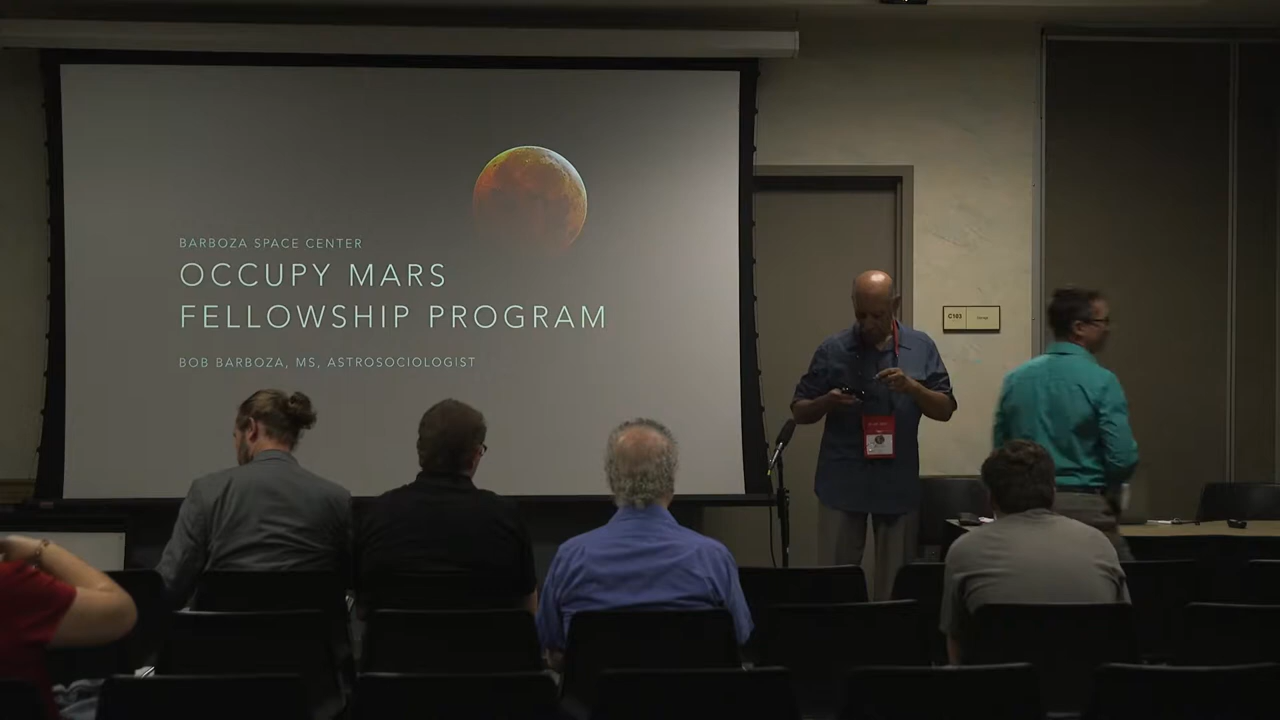 BARBOZA SPACE CENTER
OCCUPY MARS
FELLOWSHIP PROGRAM
BOB BARBOZA, MS, ASTROSOCIOLOGIST
C103